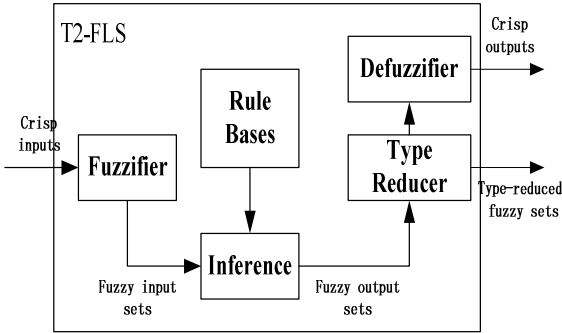 T2-FLS
Crisp
outputs
Defuzzifier
Rule
Bases
Crisp
inputs
Fuzzifier
Type
Reducer
Type-reduced
fuzzy sets
Inference
Fuzzy input
sets
Fuzzy output
sets